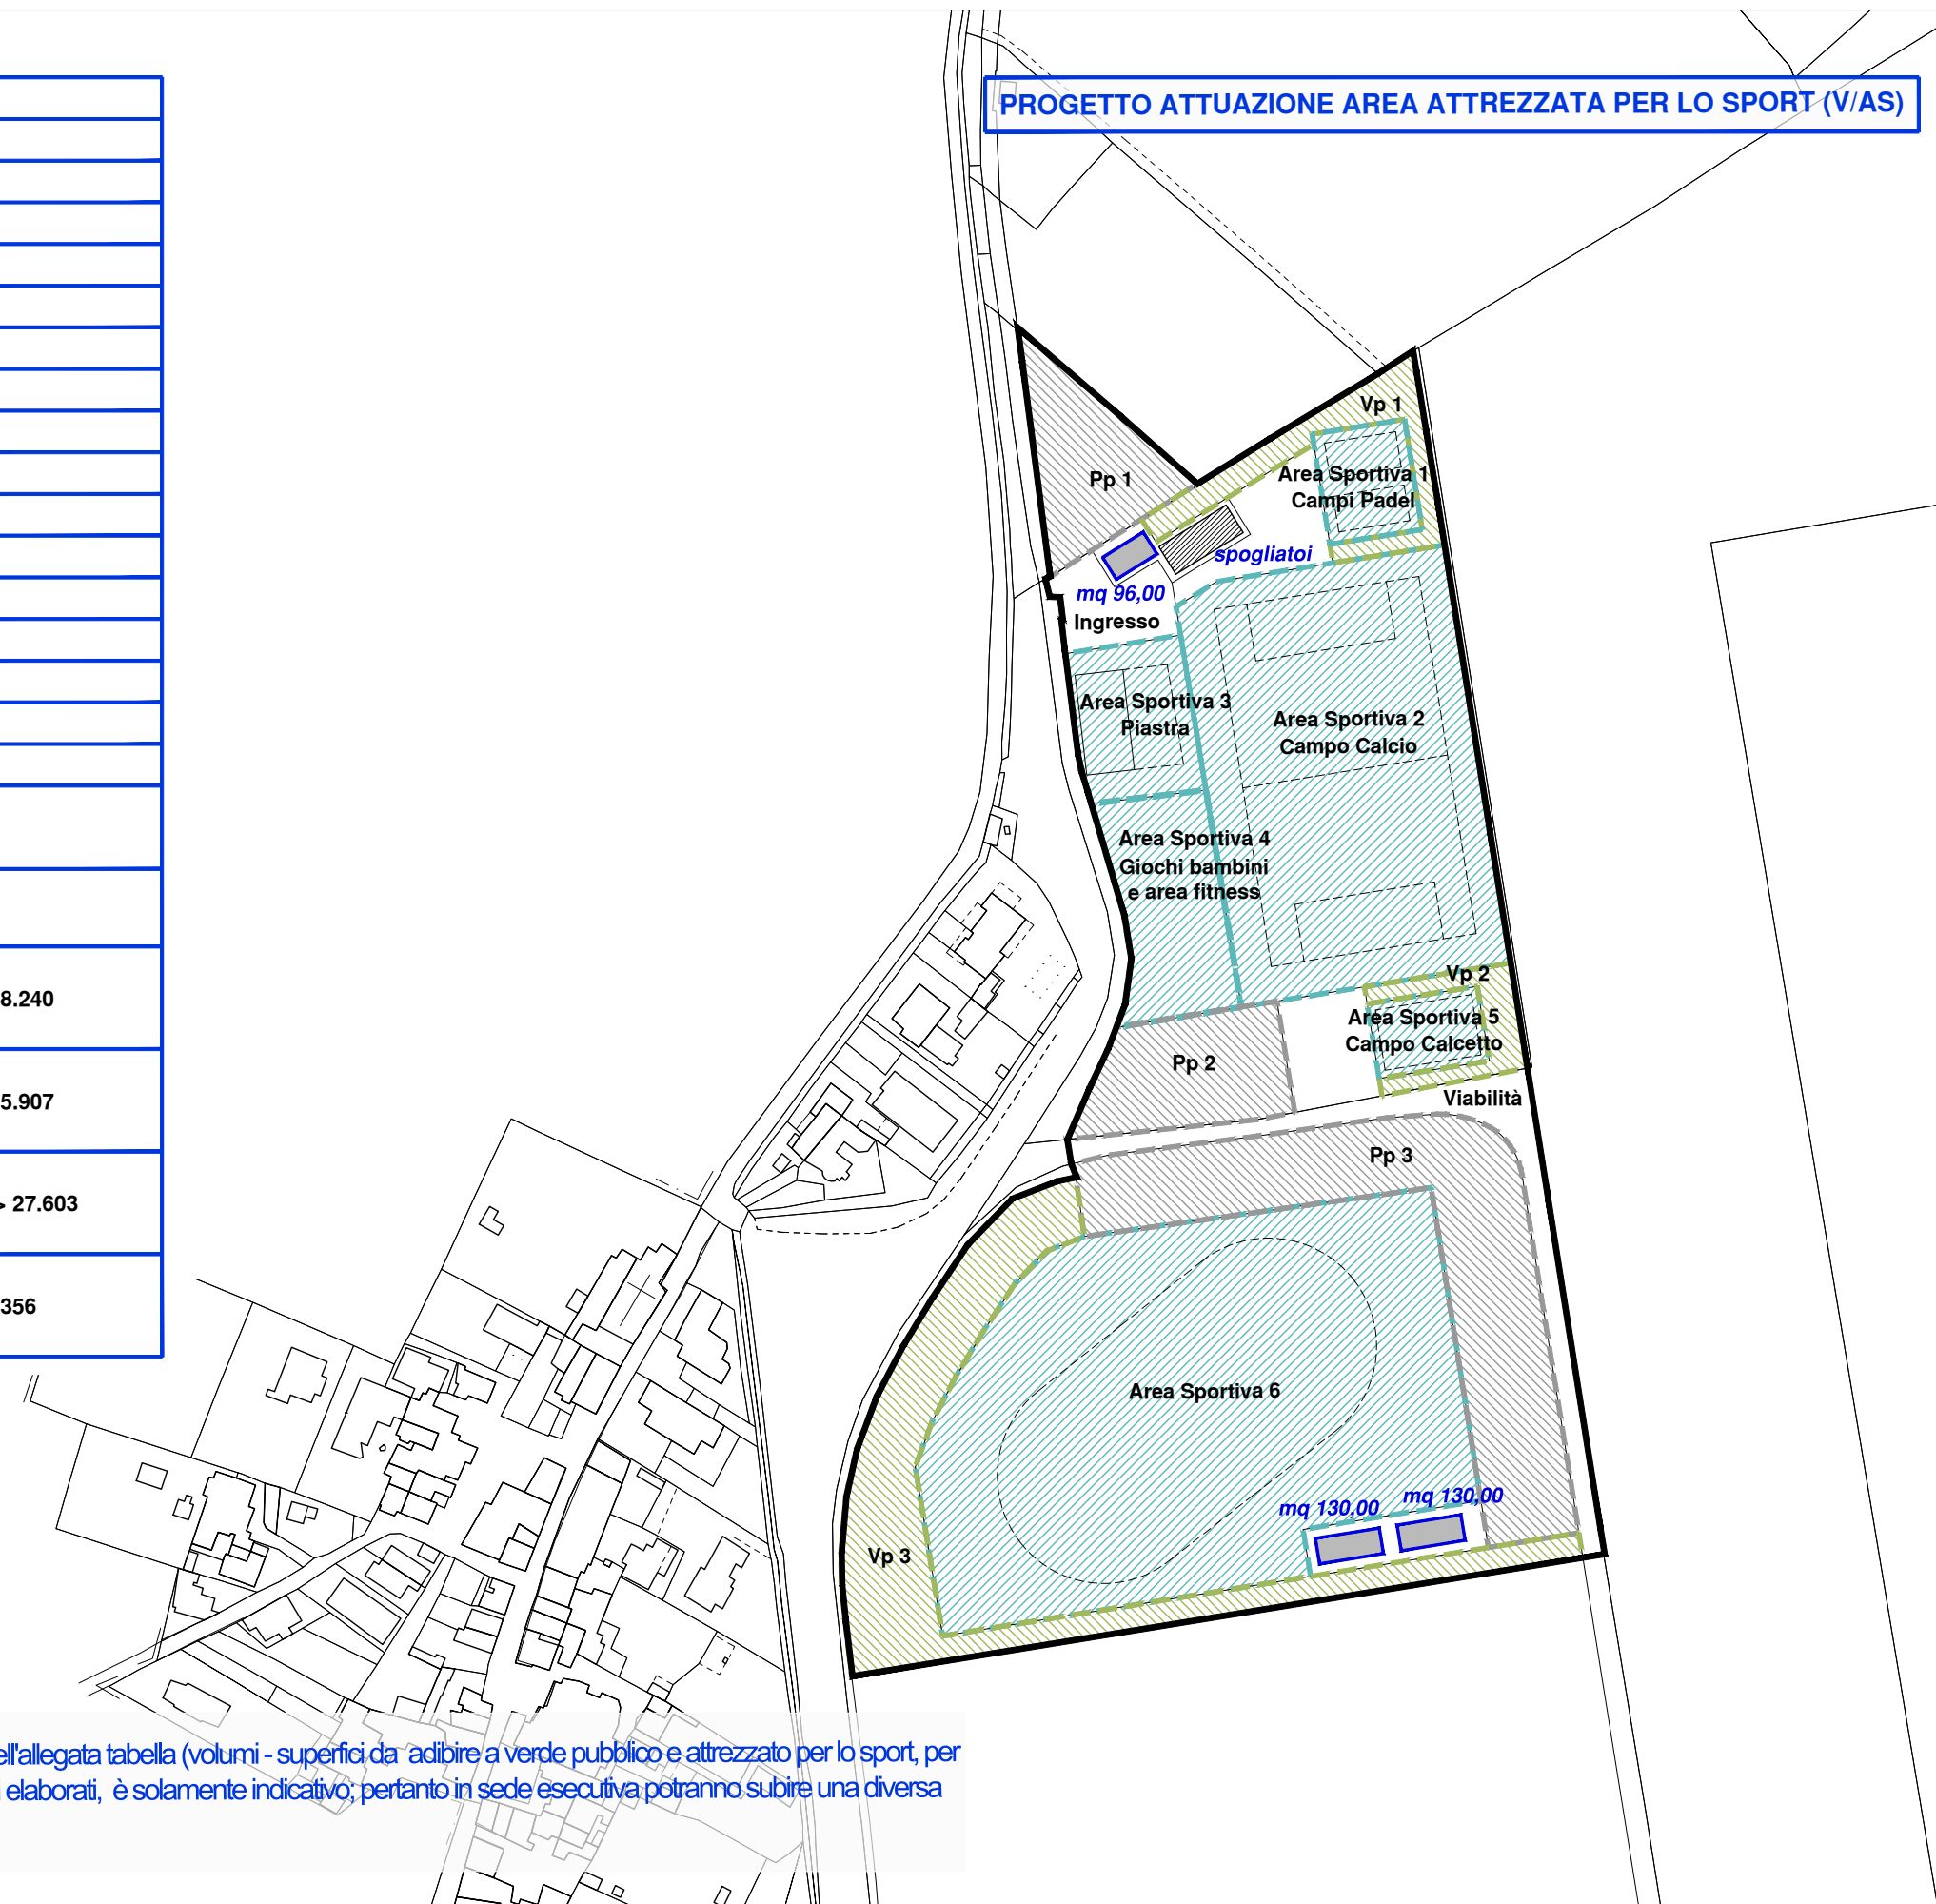 PROGETTO ATTUAZIONE AREA ATTREZZATA PER LO SPORT (V/AS)
Vp 1
Pp 1
Area Sportiva 1
Campi Padel
spogliatoi
mq 96,00
Ingresso
Area Sportiva 3
Piastra
Area Sportiva 2
Campo Calcio
Area Sportiva 4
Giochi bambini
e area fitness
Vp 2
8.240
Area Sportiva 5
Campo Calcetto
Pp 2
5.907
Viabilità
Pp 3
> 27.603
356
Area Sportiva 6
mq 130,00
mq 130,00
Vp 3
ell'allegata tabella (volumi - superfici da adibire a verde pubblico e attrezzato per lo sport, per
elaborati, è solamente indicativo; pertanto in sede esecutiva potranno subire una diversa